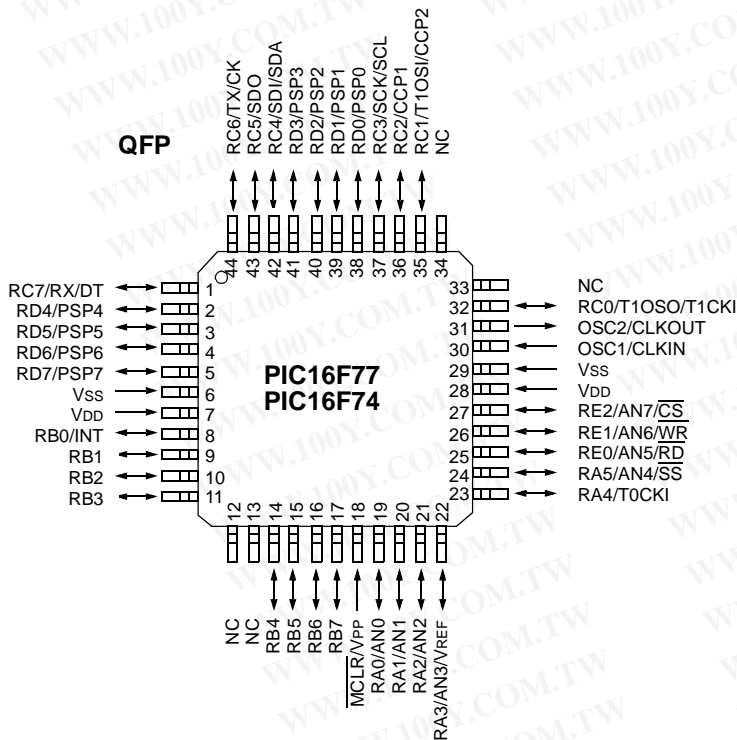 QFP
RC6/TX/CK
RC5/SDO
RC4/SDI/SDA
RD3/PSP3
RD2/PSP2
RD1/PSP1
RD0/PSP0
RC3/SCK/SCL
RC2/CCP1
RC1/T1OSI/CCP2
NC
44
43
42
41
40
39
38
37
36
35
34
RC7/RX/DT 1
RD4/PSP4 2
RD5/PSP5 3
RD6/PSP6 4
RD7/PSP7 5
VSS 6
VDD 7
RB0/INT 8
RB1 9
RB2 10
RB3 11
PIC16F77
PIC16F74
33 NC
32 RC0/T1OSO/T1CKI
31 OSC2/CLKOUT
30 OSC1/CLKIN
29 VSS
28 VDD
27 RE2/AN7/CS
26 RE1/AN6/WR
25 RE0/AN5/RD
24 RA5/AN4/SS
23 RA4/T0CKI
12
13
14
15
16
17
18
19
20
21
22
NC
NC
RB4
RB5
RB6
RB7
MCLR/VPP
RA0/AN0
RA1/AN1
RA2/AN2
RA3/AN3/VREF
WWW.100Y.COM.TW